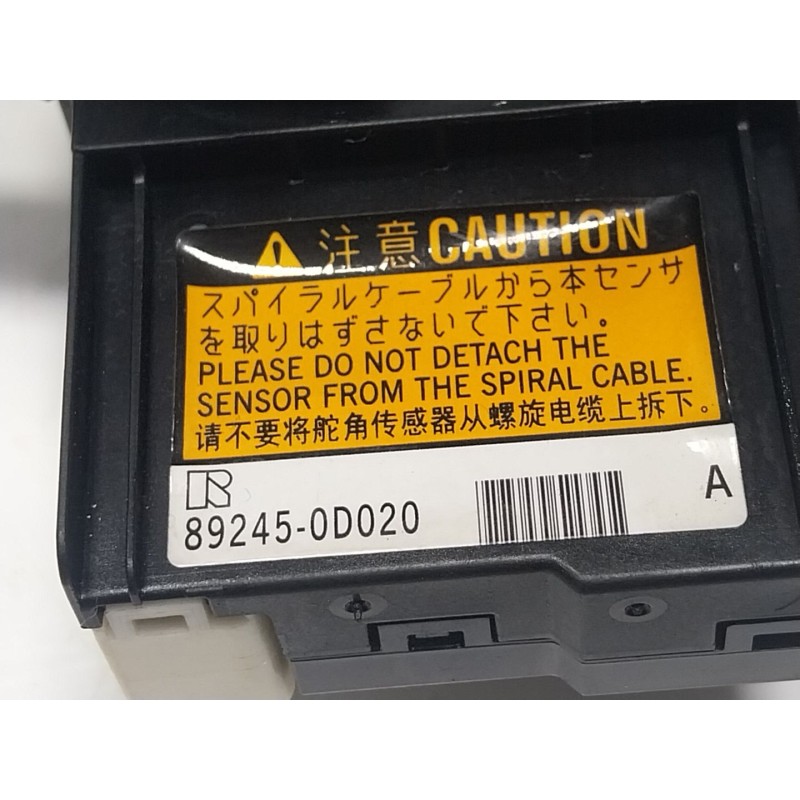 注意 CAUTION
スパイラルケーブルから本センサ
を取りはずさないで下さい。
PLEASE DO NOT DETACH THE
SENSOR FROM THE SPIRAL CABLE.
请不要将舵角传感器从螺旋电缆上拆下。
R
89245-0D020
A